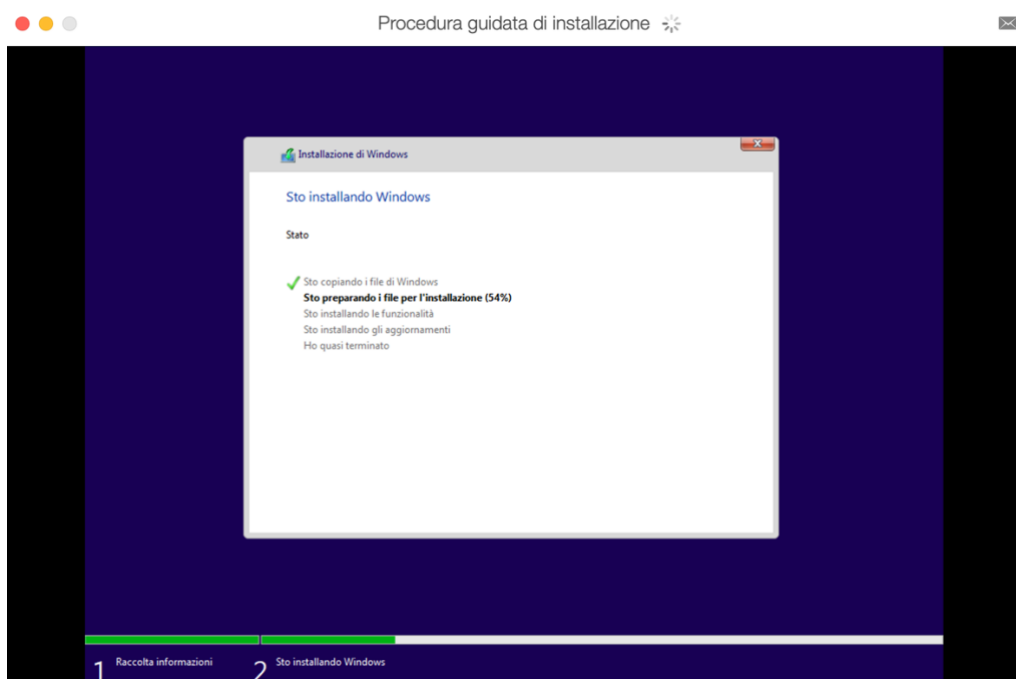 Procedura guidata di installazione
Installazione di Windows
Sto installando Windows
Stato
Sto copiando i file di Windows
Sto preparando i file per l'installazione (54%)
Sto installando le funzionalità
Sto installando gli aggiornamenti
Ho quasi terminato
1 Raccolta informazioni
2 Sto installando Windows